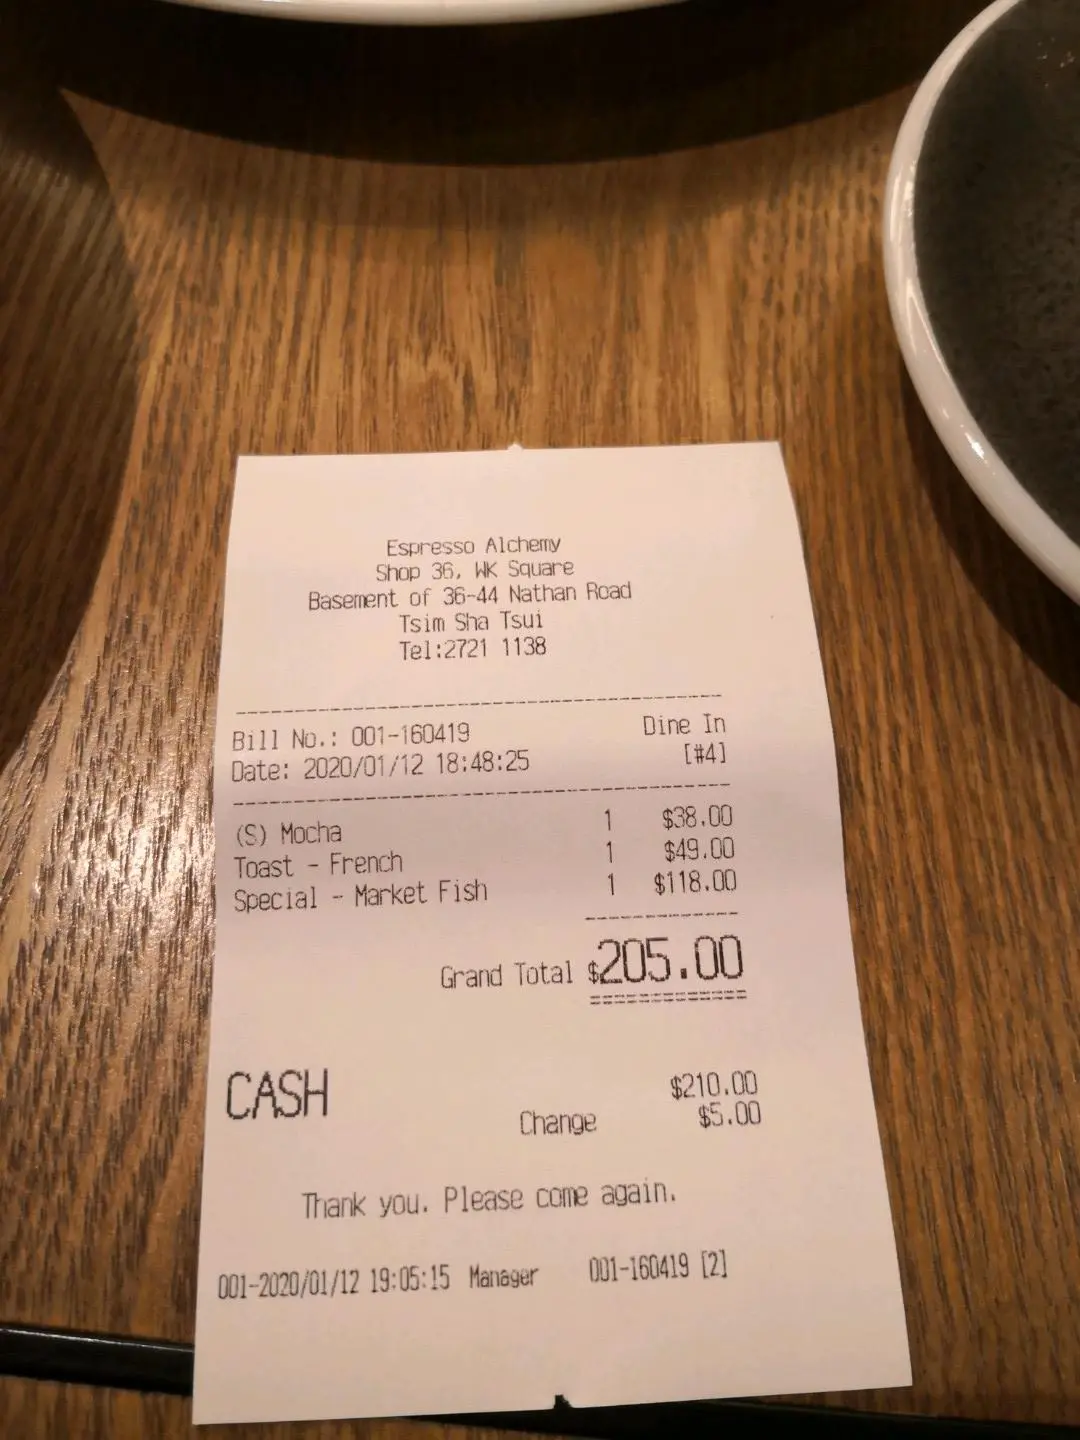 Espresso Alchemy
Shop 36, WK Square
Basement of 36-44 Nathan Road
Tsim Sha Tsui
Tel:2721 1138
Bill No.: 001-160419 Dine In
Date: 2020/01/12 18:48:25 [#4]
(S) Mocha 1 $38.00
Toast - French 1 $49.00
Special - Market Fish 1 $118.00
Grand Total $205.00
CASH $210.00
Change $5.00
Thank you. Please come again.
001-2020/01/12 19:05:15 Manager 001-160419 [2]